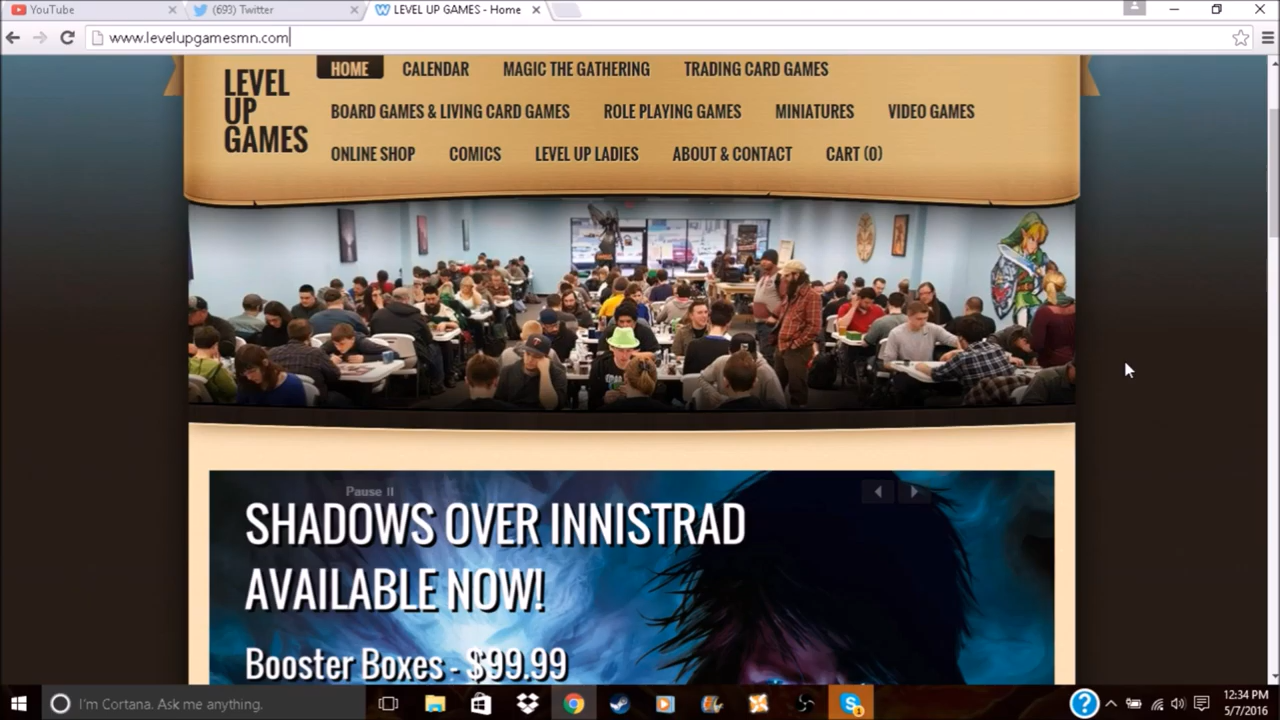 YouTube
(693) Twitter
LEVEL UP GAMES - Home
www.levelupgamesmn.com
LEVEL
UP
GAMES
HOME CALENDAR MAGIC THE GATHERING TRADING CARD GAMES
BOARD GAMES & LIVING CARD GAMES ROLE PLAYING GAMES MINIATURES VIDEO GAMES
ONLINE SHOP COMICS LEVEL UP LADIES ABOUT & CONTACT CART (0)
Pause II
SHADOWS OVER INNISTRAD
AVAILABLE NOW!
Booster Boxes - $99.99
I'm Cortana. Ask me anything.
12:34 PM
5/7/2016